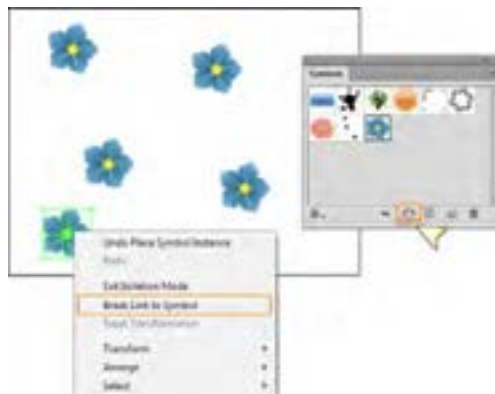 Symbols
Undo Place Symbol Instance
Redo
Exit Isolation Mode
Break Link to Symbol
Reset Transformation
Transform
Arrange
Select